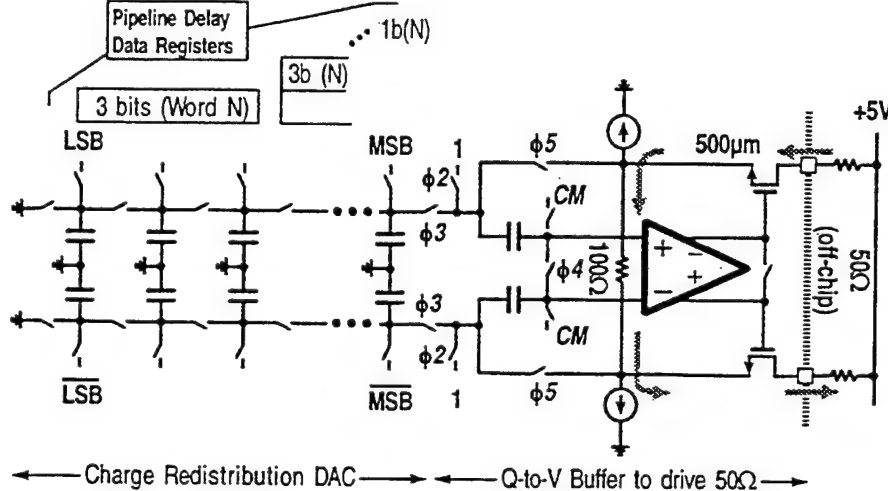 Pipeline Delay
Data Registers
1b(N)
3b (N)
3 bits (Word N)
LSB
MSB
1
ϕ2
ϕ3
ϕ5
CM
ϕ4
100Ω
500µm
+5V
(off-chip)
50Ω
+
−
−
+
ϕ3
ϕ2
CM
ϕ5
LSB
MSB
1
Charge Redistribution DAC
Q-to-V Buffer to drive 50Ω